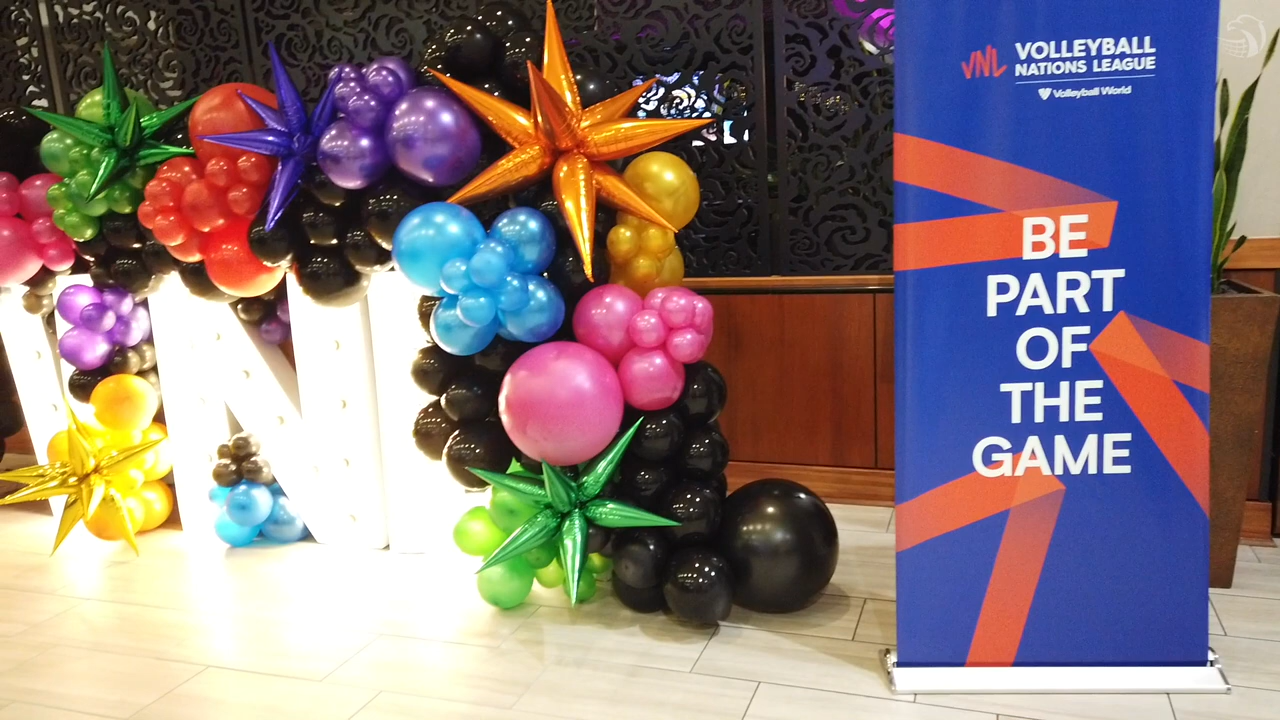 VNL
VOLLEYBALL
NATIONS LEAGUE
Volleyball World
BE
PART
OF
THE
GAME